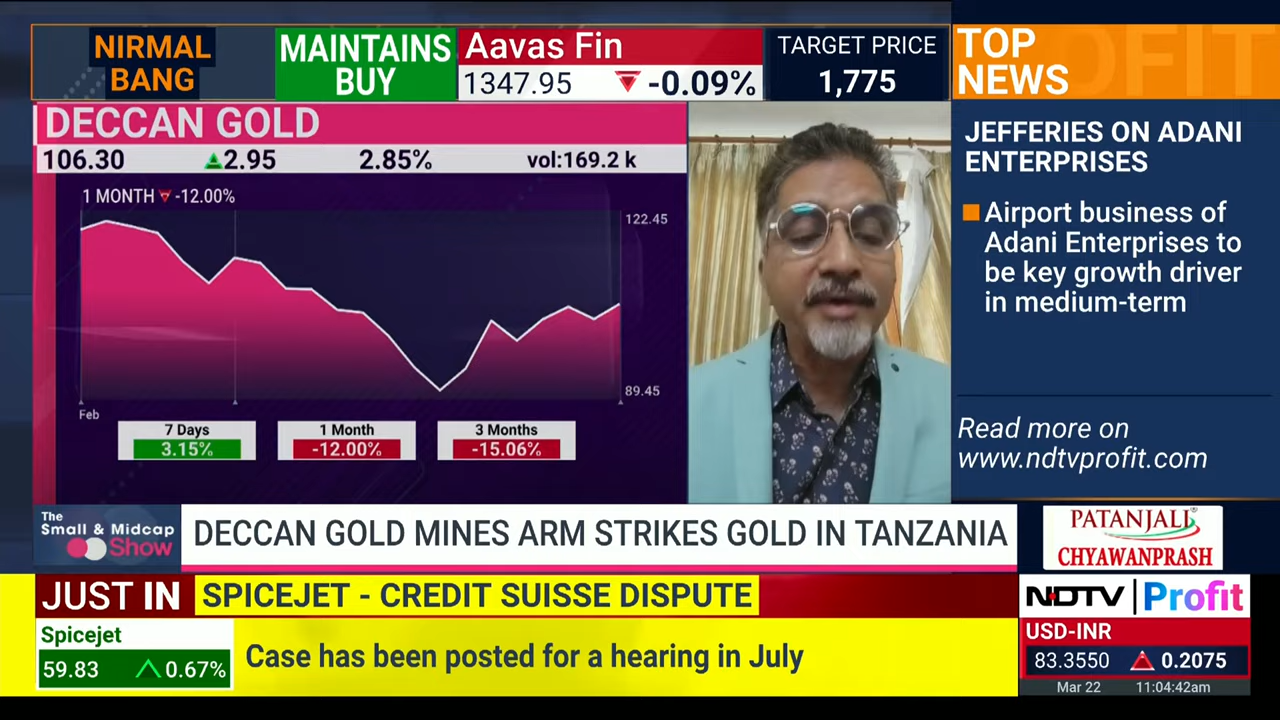 NIRMAL
BANG
MAINTAINS
BUY
Aavas Fin
1347.95 -0.09%
TARGET PRICE
1,775
TOP
NEWS
DECCAN GOLD
106.30 2.95 2.85% vol:169.2 k
1 MONTH -12.00%
122.45
89.45
Feb
7 Days
3.15%
1 Month
-12.00%
3 Months
-15.06%
JEFFERIES ON ADANI
ENTERPRISES
Airport business of
Adani Enterprises to
be key growth driver
in medium-term
Read more on
www.ndtvprofit.com
The
Small & Midcap
Show
DECCAN GOLD MINES ARM STRIKES GOLD IN TANZANIA
PATANJALI
CHYAWANPRASH
JUST IN
SPICEJET - CREDIT SUISSE DISPUTE
Spicejet
59.83 0.67%
Case has been posted for a hearing in July
NDTV Profit
USD-INR
83.3550 0.2075
Mar 22 11:04:42am